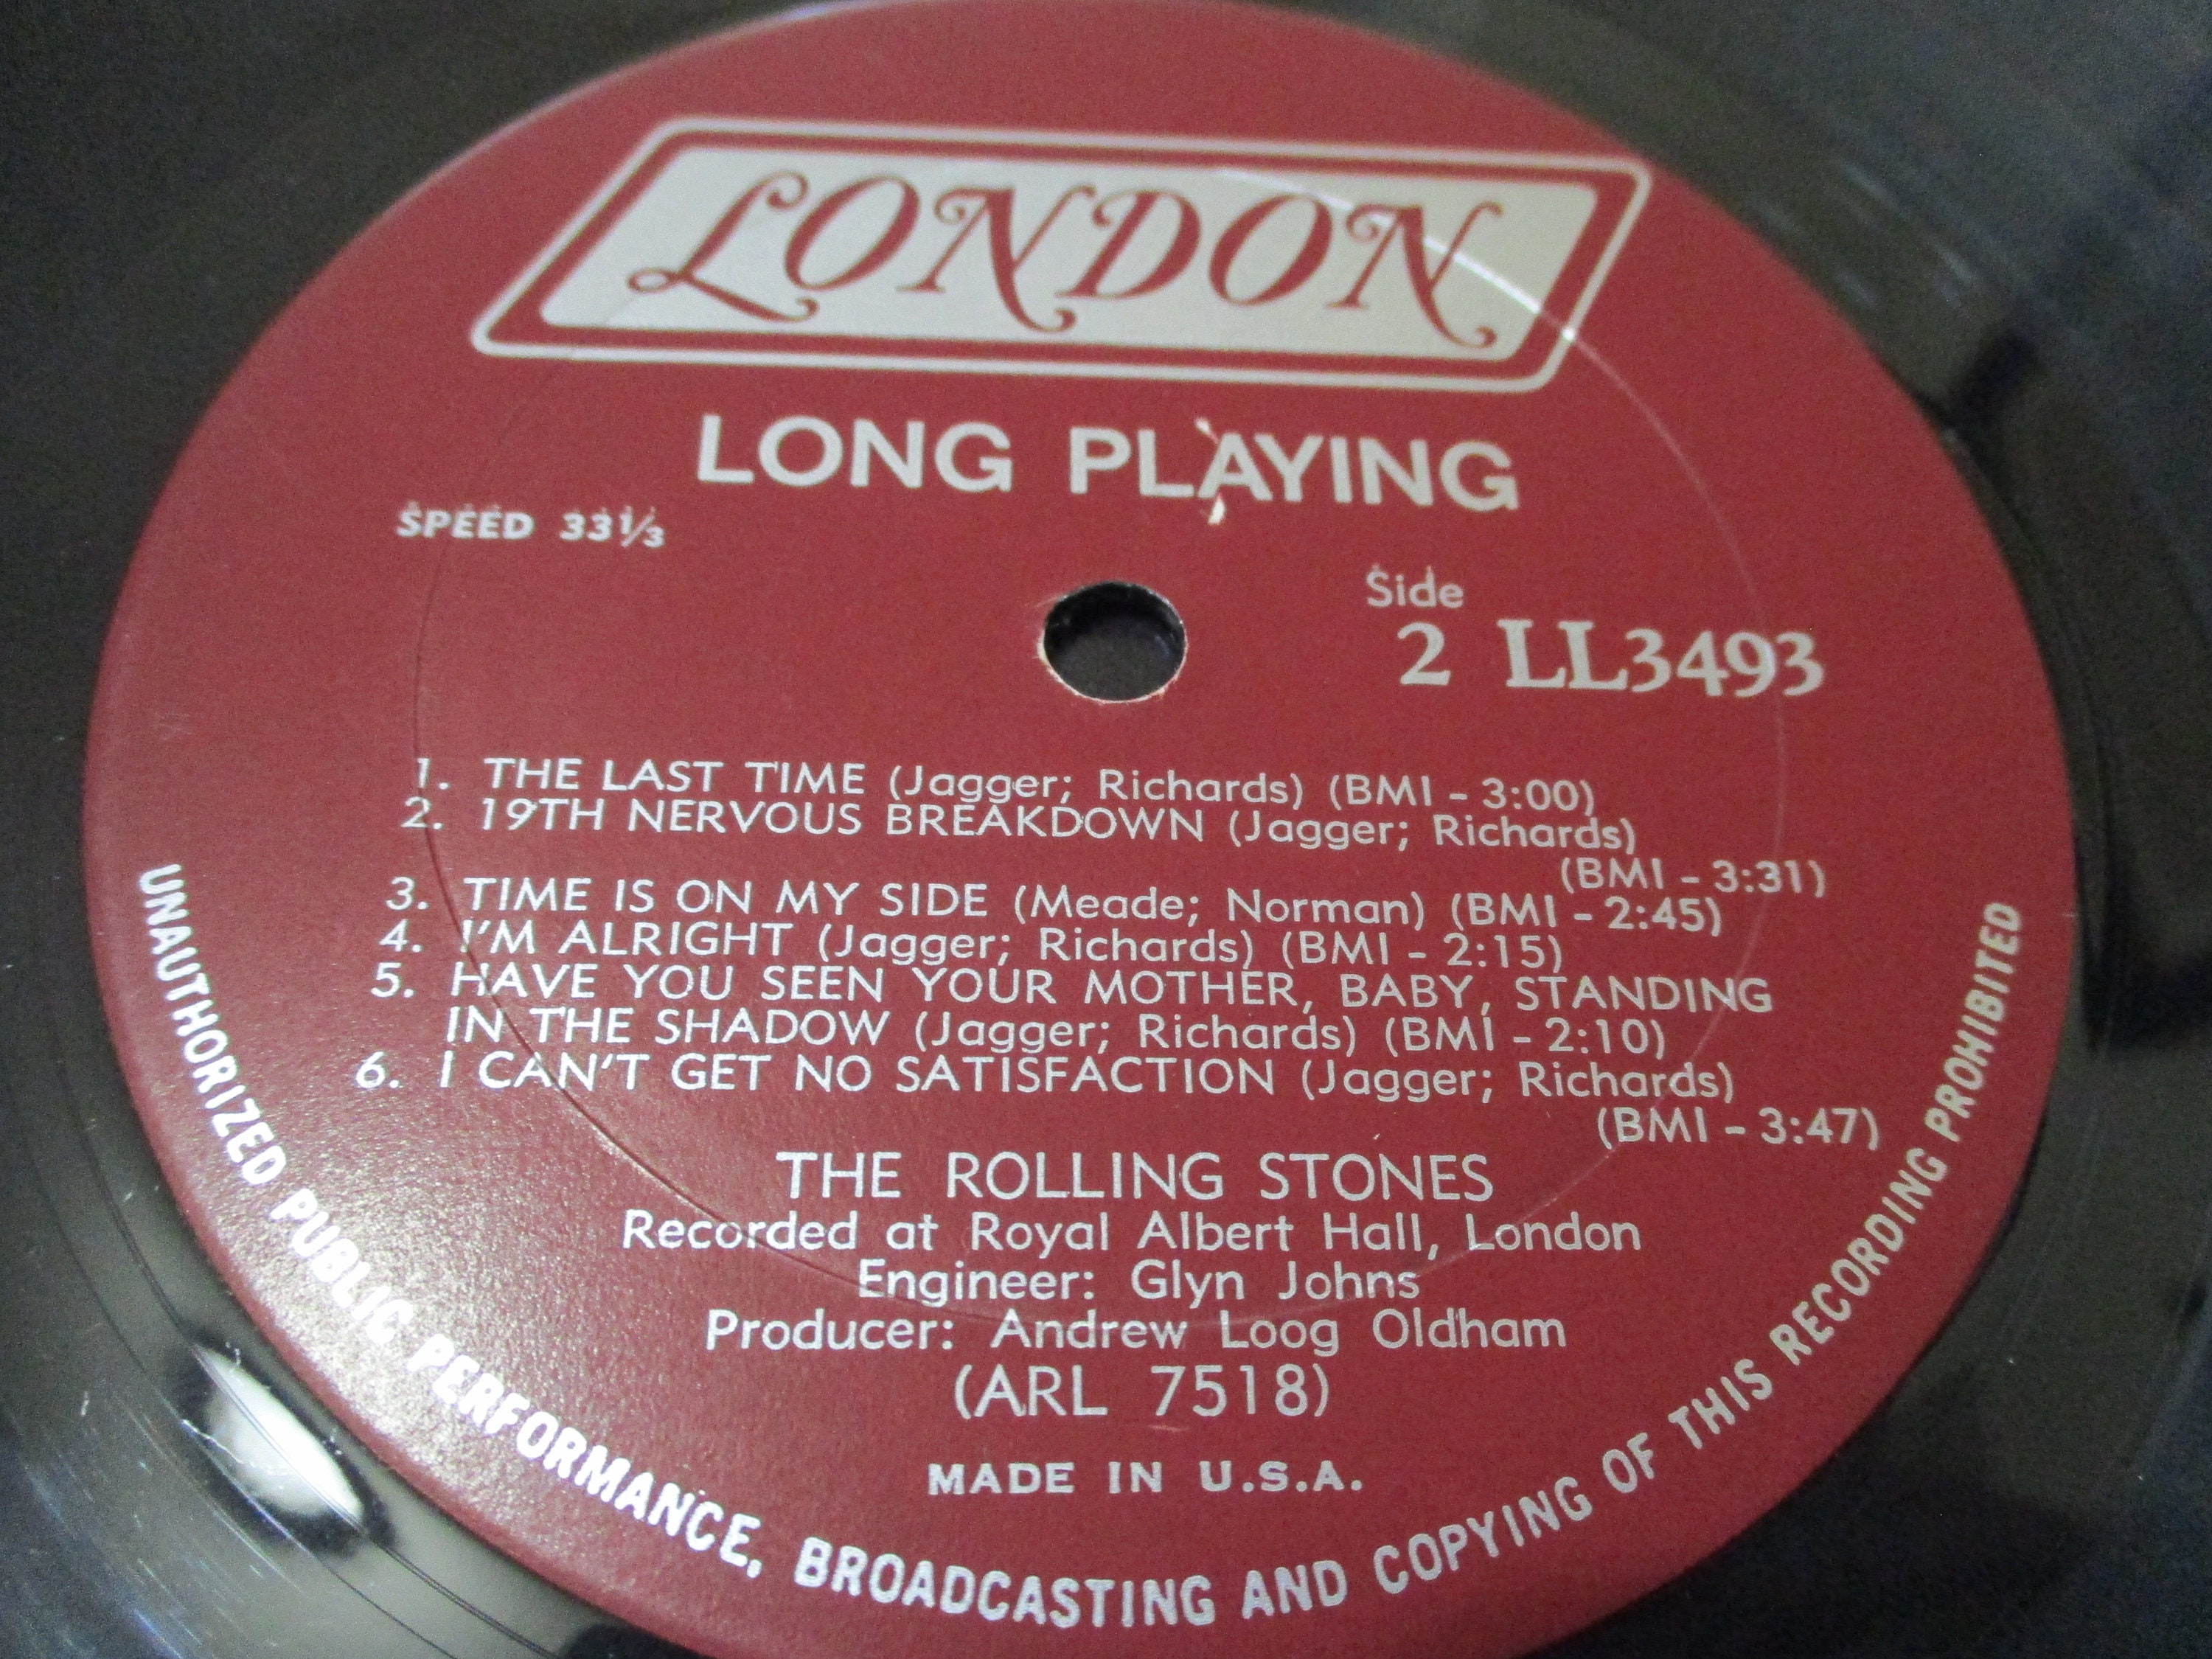 LONDON
LONG PLAYING
SPEED 33⅓
Side
2 LL3493
1. THE LAST TIME (Jagger; Richards) (BMI - 3:00)
2. 19TH NERVOUS BREAKDOWN (Jagger; Richards)
(BMI - 3:31)
3. TIME IS ON MY SIDE (Meade; Norman) (BMI - 2:45)
4. I'M ALRIGHT (Jagger; Richards) (BMI - 2:15)
5. HAVE YOU SEEN YOUR MOTHER, BABY, STANDING
IN THE SHADOW (Jagger; Richards) (BMI - 2:10)
6. I CAN'T GET NO SATISFACTION (Jagger; Richards)
(BMI - 3:47)
THE ROLLING STONES
Recorded at Royal Albert Hall, London
Engineer: Glyn Johns
Producer: Andrew Loog Oldham
(ARL 7518)
MADE IN U.S.A.
UNAUTHORIZED PUBLIC PERFORMANCE, BROADCASTING AND COPYING OF THIS RECORDING PROHIBITED